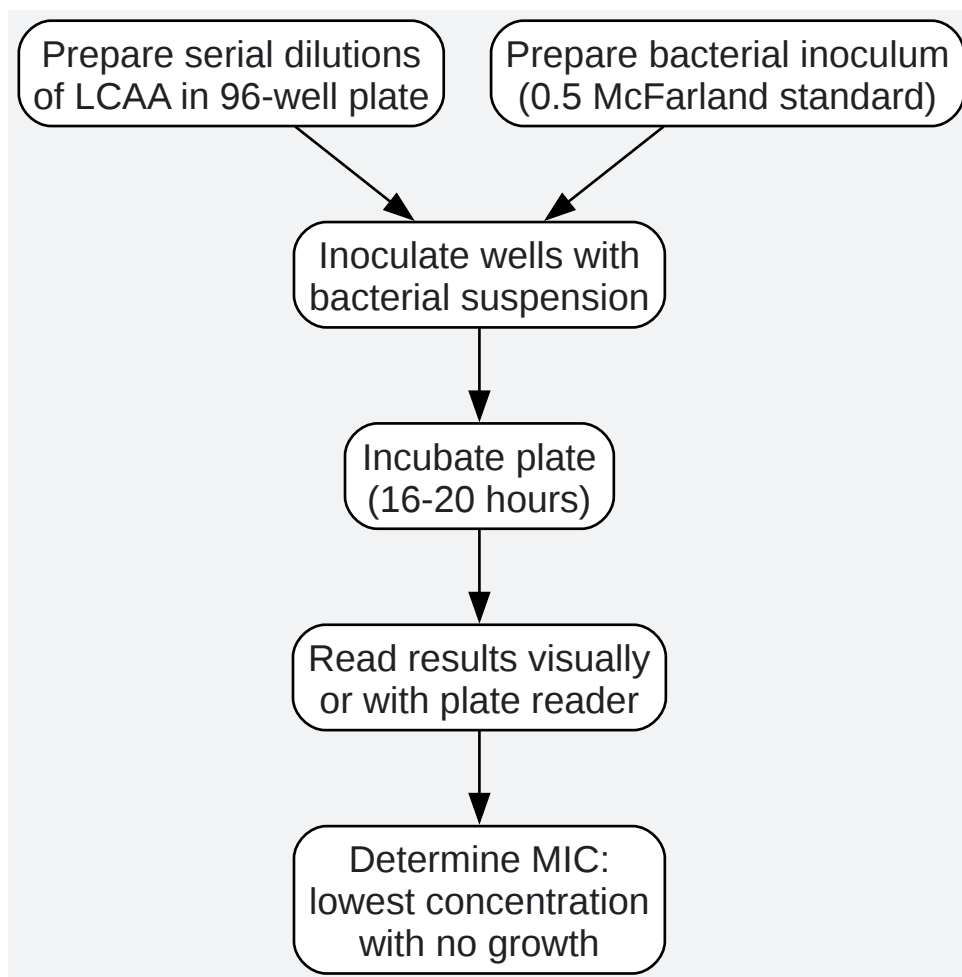 Prepare serial dilutions
of LCAA in 96-well plate
Prepare bacterial inoculum
(0.5 McFarland standard)
Inoculate wells with
bacterial suspension
Incubate plate
(16-20 hours)
Read results visually
or with plate reader
Determine MIC:
lowest concentration
with no growth